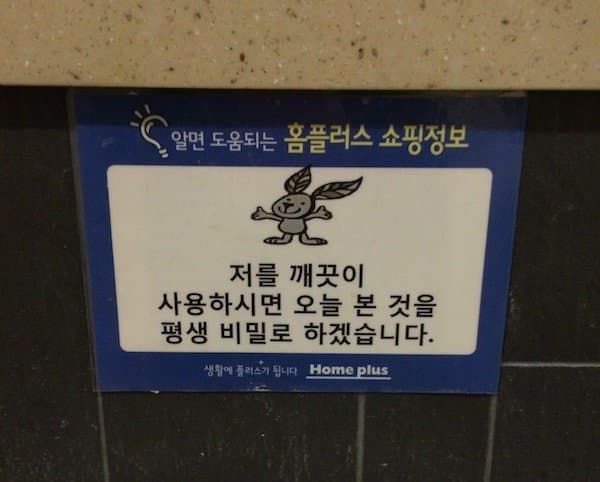 알면 도움되는 홈플러스 쇼핑정보
저를 깨끗이
사용하시면 오늘 본 것을
평생 비밀로 하겠습니다.
생활에 플러스가 됩니다 Home plus